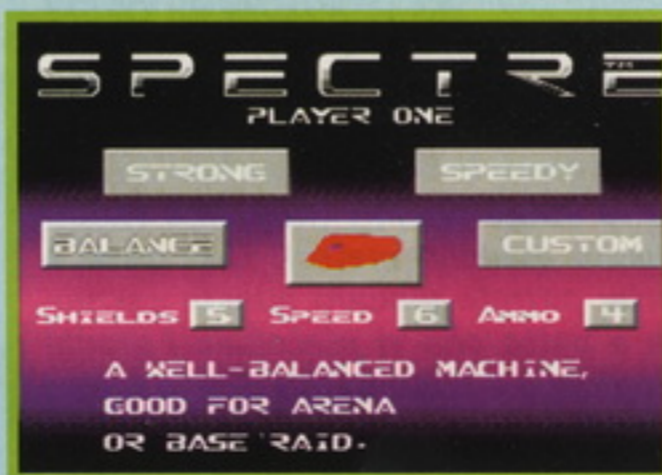 SPECTRE™
PLAYER ONE
STRONG SPEEDY
BALANCE CUSTOM
SHIELDS 5 SPEED 6 AMMO 4
A WELL-BALANCED MACHINE,
GOOD FOR ARENA
OR BASE RAID.